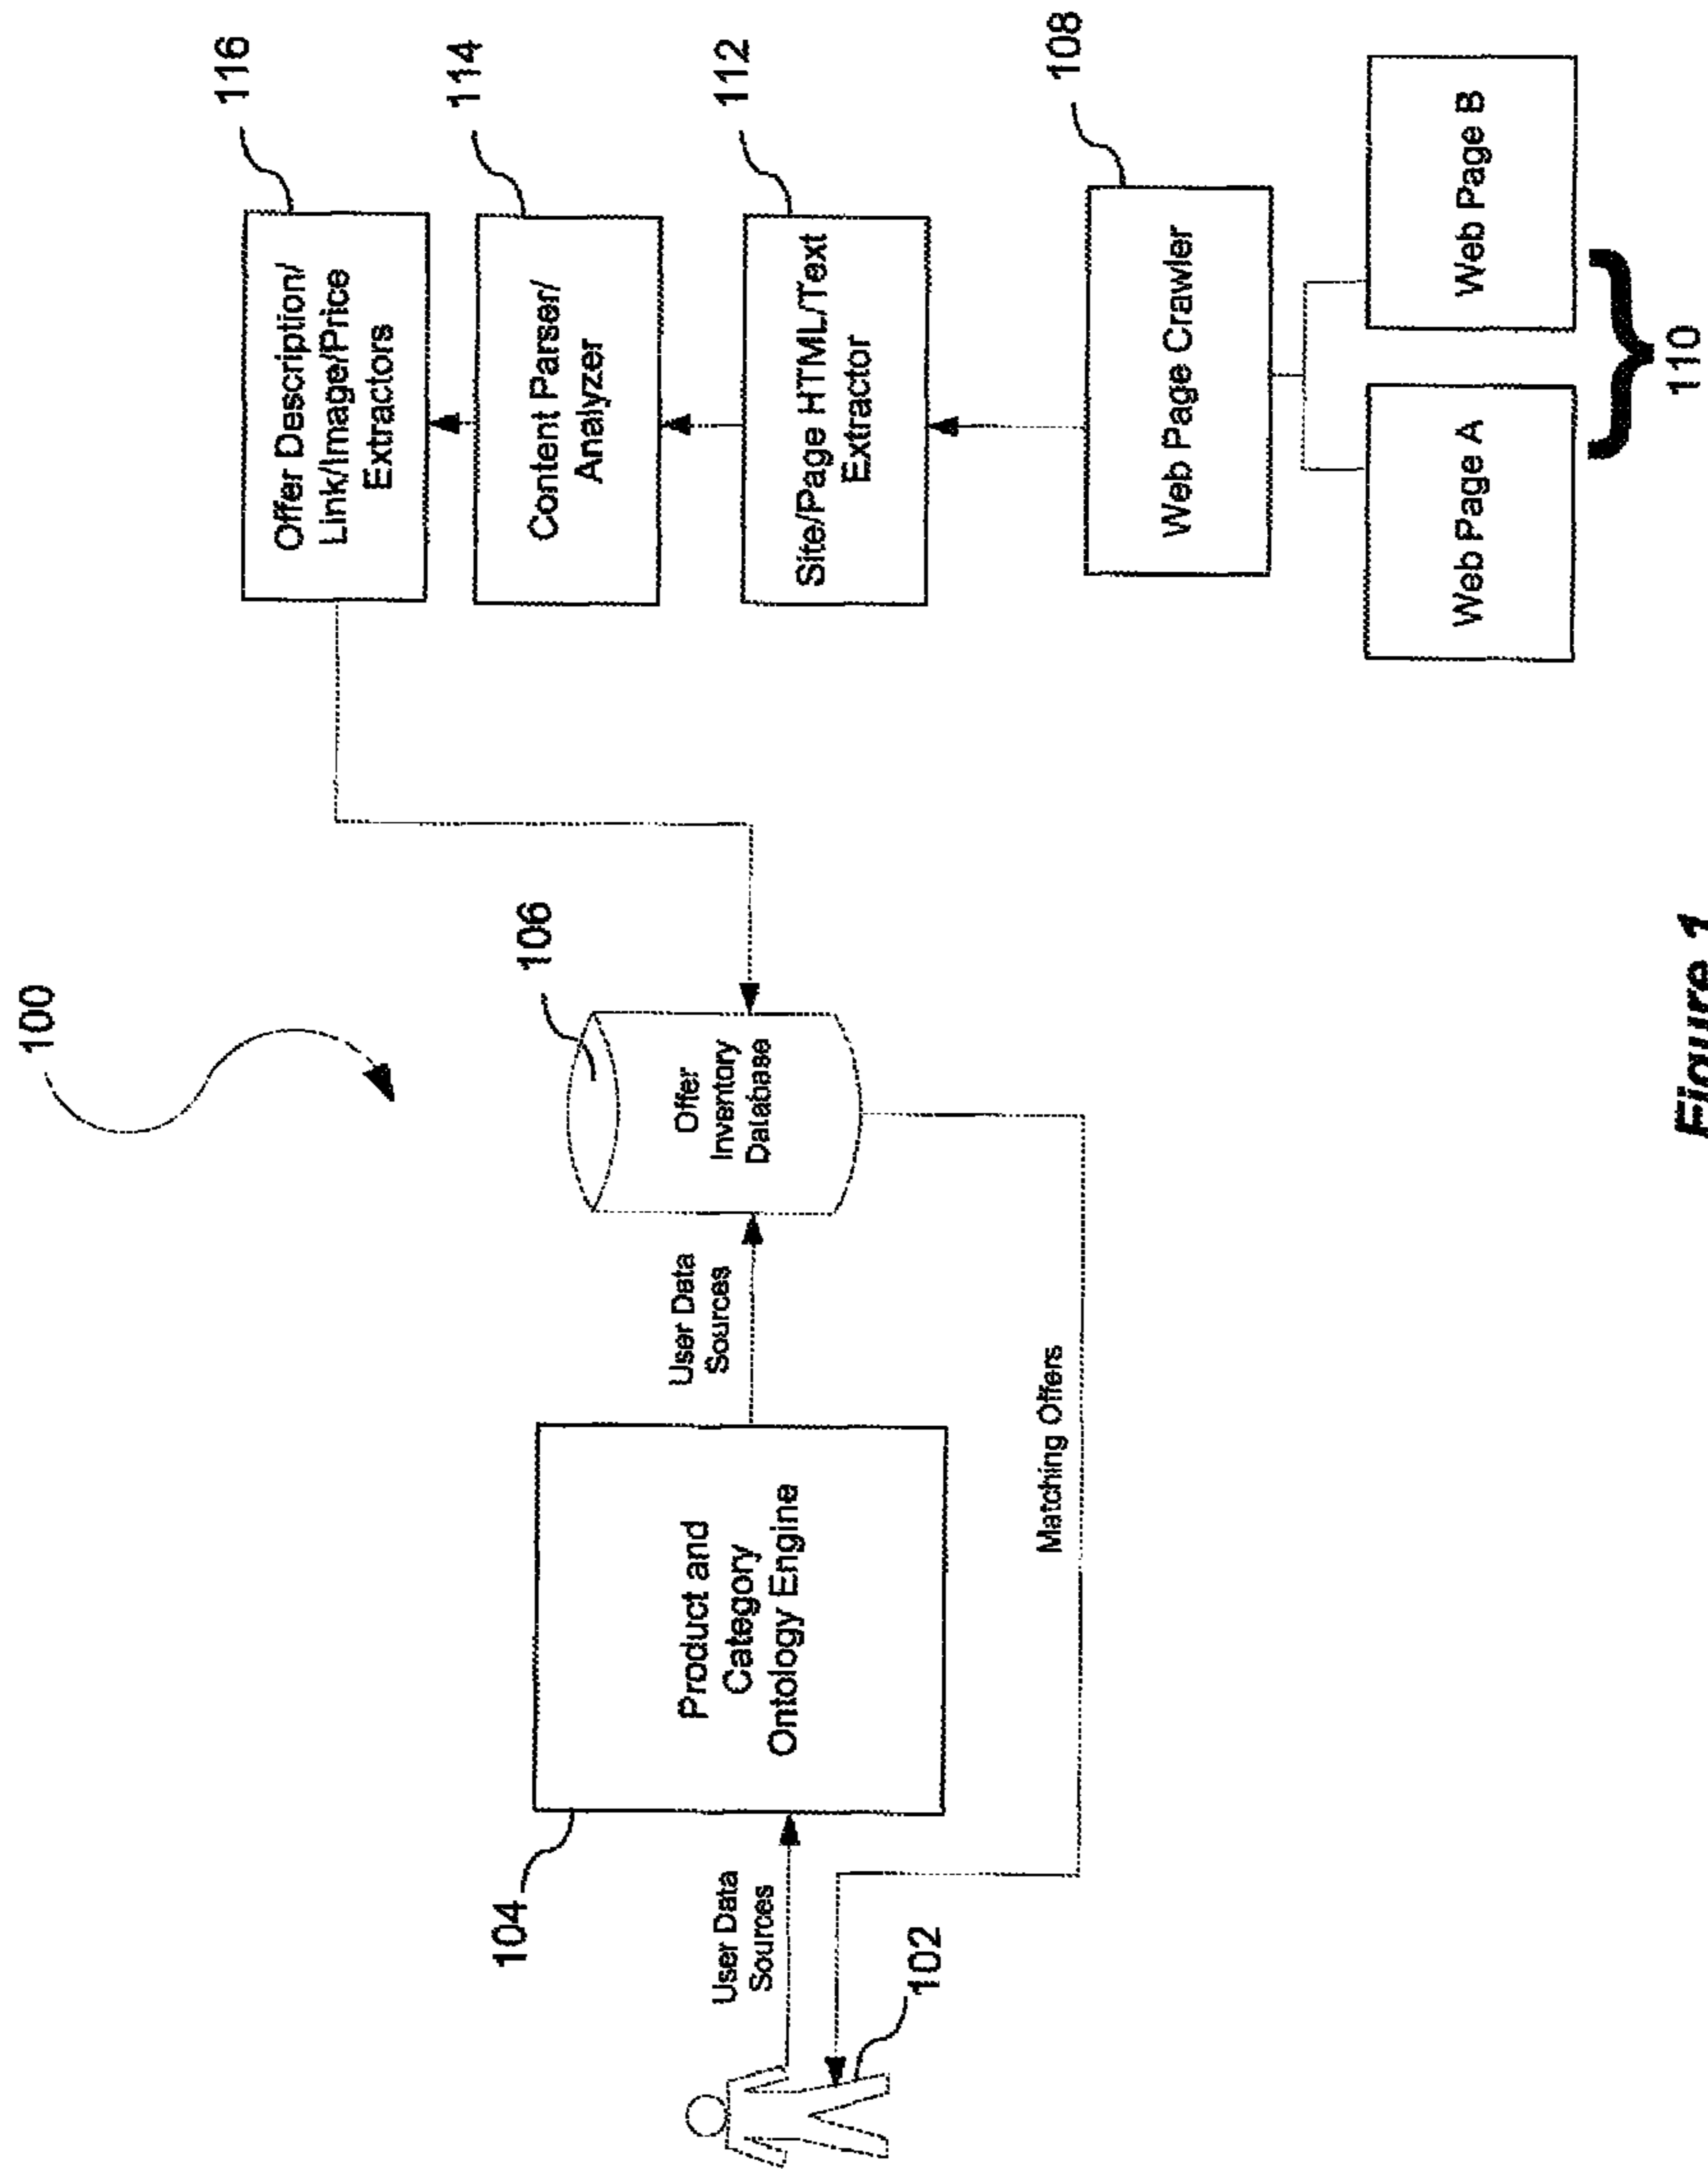 100
116
Offer Description/
Link/Image/Price
Extractors
114
Content Parser/
Analyzer
112
Site/Page HTML/Text
Extractor
108
Web Page Crawler
Web Page A
Web Page B
110
106
Offer
Inventory
Database
User Data
Sources
104
Product and
Category
Ontology Engine
User Data
Sources
102
Matching Offers
Figure 1